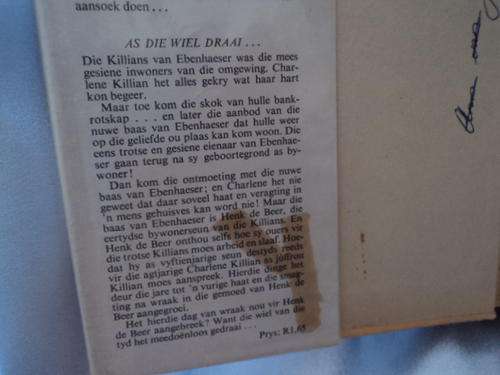 aansoek doen . . .
AS DIE WIEL DRAAI . . .
Die Killians van Ebenhaeser was die mees
gesiene inwoners van die omgewing. Char-
lene Killian het alles gekry wat haar hart
kon begeer.
Maar toe kom die skok van hulle bank-
rotskap . . . en later die aanbod van die
nuwe baas van Ebenhaeser dat hulle weer
op die geliefde ou plaas kan kom woon. Die
eens trotse en gesiene eienaar van Ebenhae-
ser gaan terug na sy geboortegrond as by-
woner!
Dan kom die ontmoeting met die nuwe
baas van Ebenhaeser; en Charlene het nie
geweet dat daar soveel haat en veragting in
'n mens gehuisves kan word nie! Maar die
baas van Ebenhaeser is Henk de Beer, die
eertydse bywonerseun van die Killians. En
Henk de Beer onthou selfs hoe sy ouers vir
die trotse Killians moes arbeid en slaaf. Hoe-
dat hy as vyftienjarige seun destyds reeds
vir die agtjarige Charlene Killian as joffrou
Killian moes aanspreek. Hierdie dinge het
deur die jare tot 'n vurige haat en die smag-
ting na wraak in die gemoed van Henk de
Beer aangegroei.
Het hierdie dag van wraak nou vir Henk
de Beer aangebreek? Want die wiel van die
tyd het meedoenloos gedraai . . .
Prys: R1,65